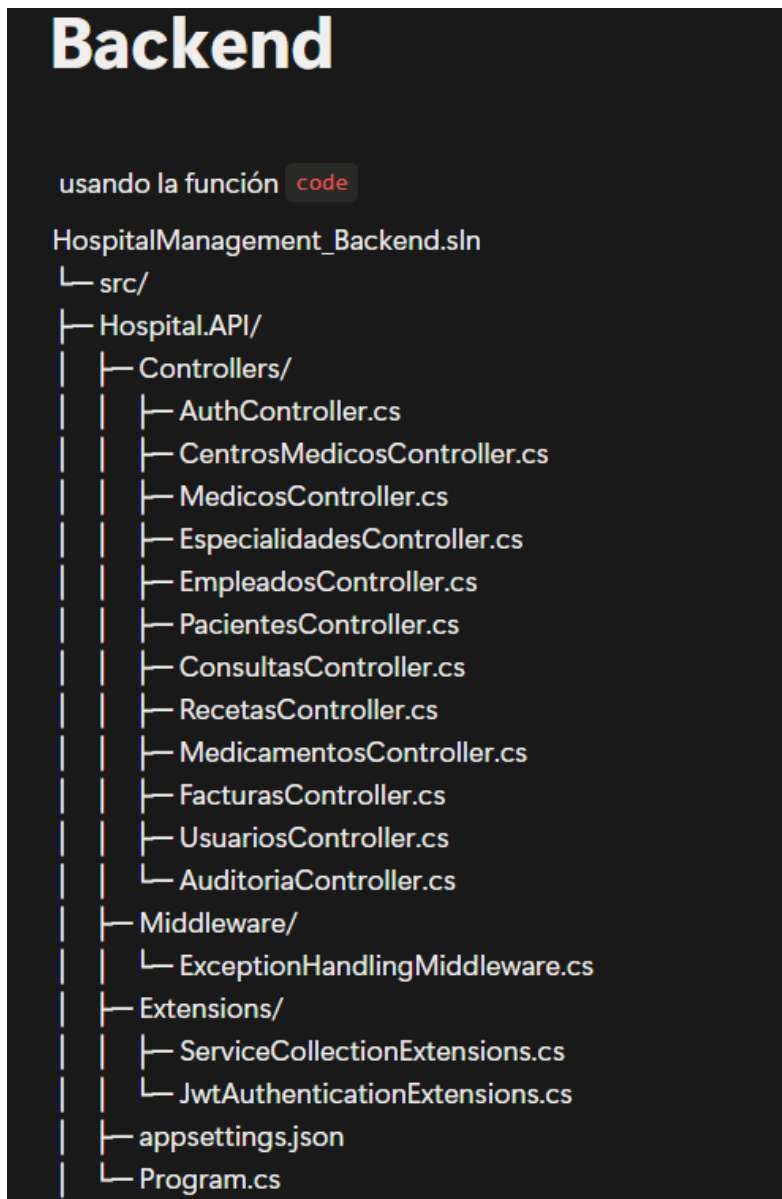 Backend
usando la función code
HospitalManagement_Backend.sln
└─ src/
├─ Hospital.API/
│ ├─ Controllers/
│ │ ├─ AuthController.cs
│ │ ├─ CentrosMedicosController.cs
│ │ ├─ MedicosController.cs
│ │ ├─ EspecialidadesController.cs
│ │ ├─ EmpleadosController.cs
│ │ ├─ PacientesController.cs
│ │ ├─ ConsultasController.cs
│ │ ├─ RecetasController.cs
│ │ ├─ MedicamentosController.cs
│ │ ├─ FacturasController.cs
│ │ ├─ UsuariosController.cs
│ │ └─ AuditoriaController.cs
│ ├─ Middleware/
│ │ └─ ExceptionHandlingMiddleware.cs
│ ├─ Extensions/
│ │ ├─ ServiceCollectionExtensions.cs
│ │ └─ JwtAuthenticationExtensions.cs
│ ├─ appsettings.json
│ └─ Program.cs